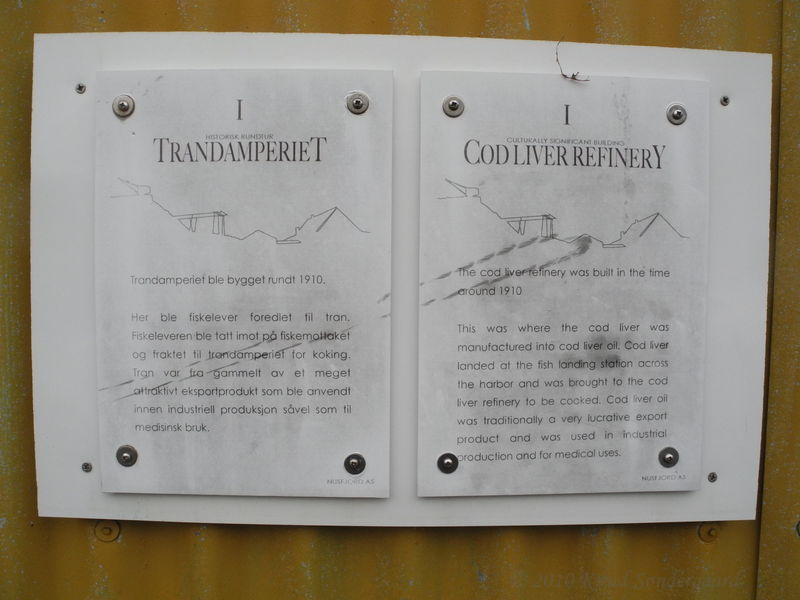 I
HISTORISK RUNDTUR
TRANDAMPERIET
Trandamperiet ble bygget rundt 1910.
Her ble fiskelever foredlet til tran.
Fiskeleveren ble tatt imot på fiskemottaket
og fraktet til trandamperiet for koking.
Tran var fra gammelt av et meget
attraktivt eksportprodukt som ble anvendt
innen industriell produksjon såvel som til
medisinsk bruk.
NUSFJORD AS
I
CULTURALLY SIGNIFICANT BUILDING
COD LIVER REFINERY
The cod liver refinery was built in the time
around 1910
This was where the cod liver was
manufactured into cod liver oil. Cod liver
landed at the fish landing station across
the harbor and was brought to the cod
liver refinery to be cooked. Cod liver oil
was traditionally a very lucrative export
product and was used in industrial
production and for medical uses.
NUSFJORD AS
© 2010 Knud Søndergaard